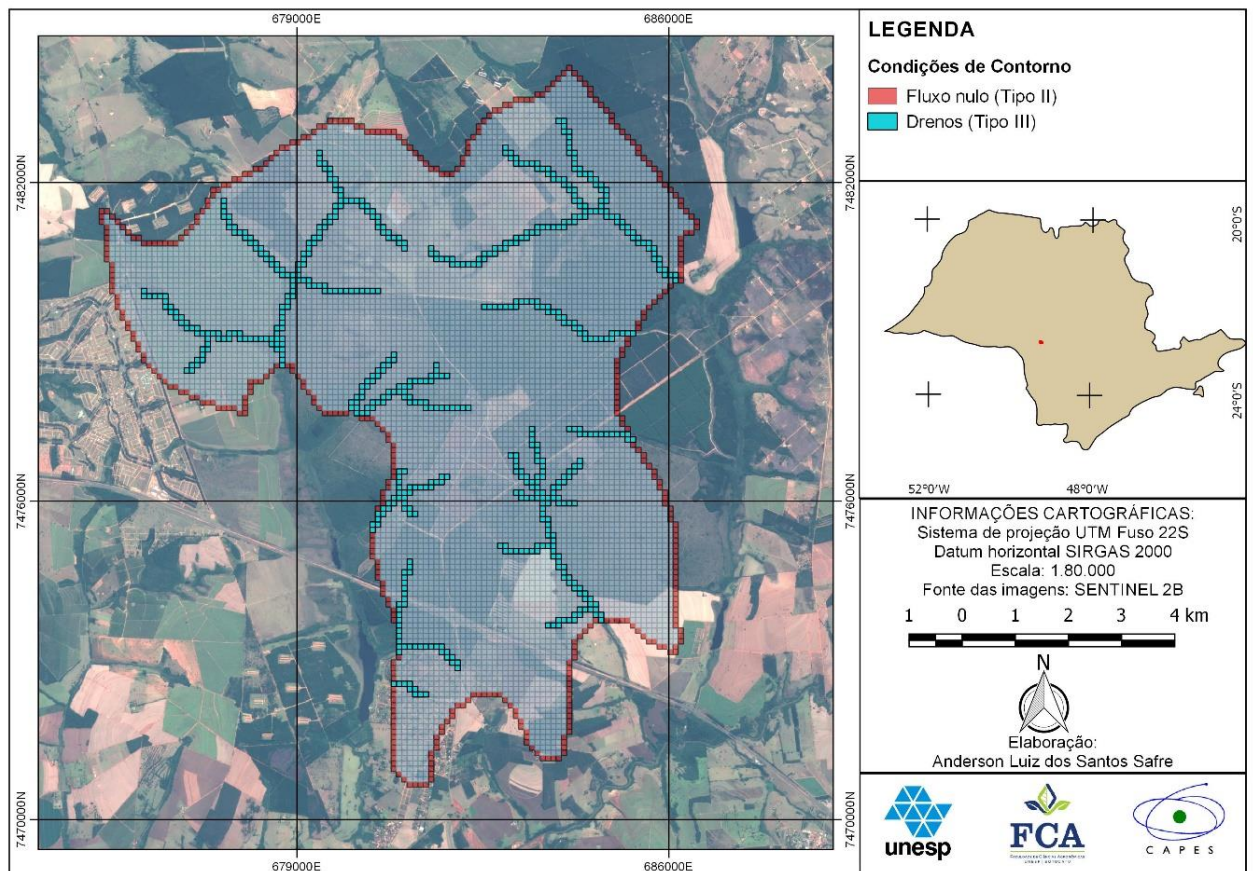 679000E
686000E
7482000N
7476000N
7470000N
679000E
686000E
LEGENDA
Condições de Contorno
Fluxo nulo (Tipo II)
Drenos (Tipo III)
20°0'S
24°0'S
52°0'W
48°0'W
INFORMAÇÕES CARTOGRÁFICAS:
Sistema de projeção UTM Fuso 22S
Datum horizontal SIRGAS 2000
Escala: 1:80.000
Fonte das imagens: SENTINEL 2B
1 0 1 2 3 4 km
N
Elaboração:
Anderson Luiz dos Santos Safre
unesp
FCA
CAPES